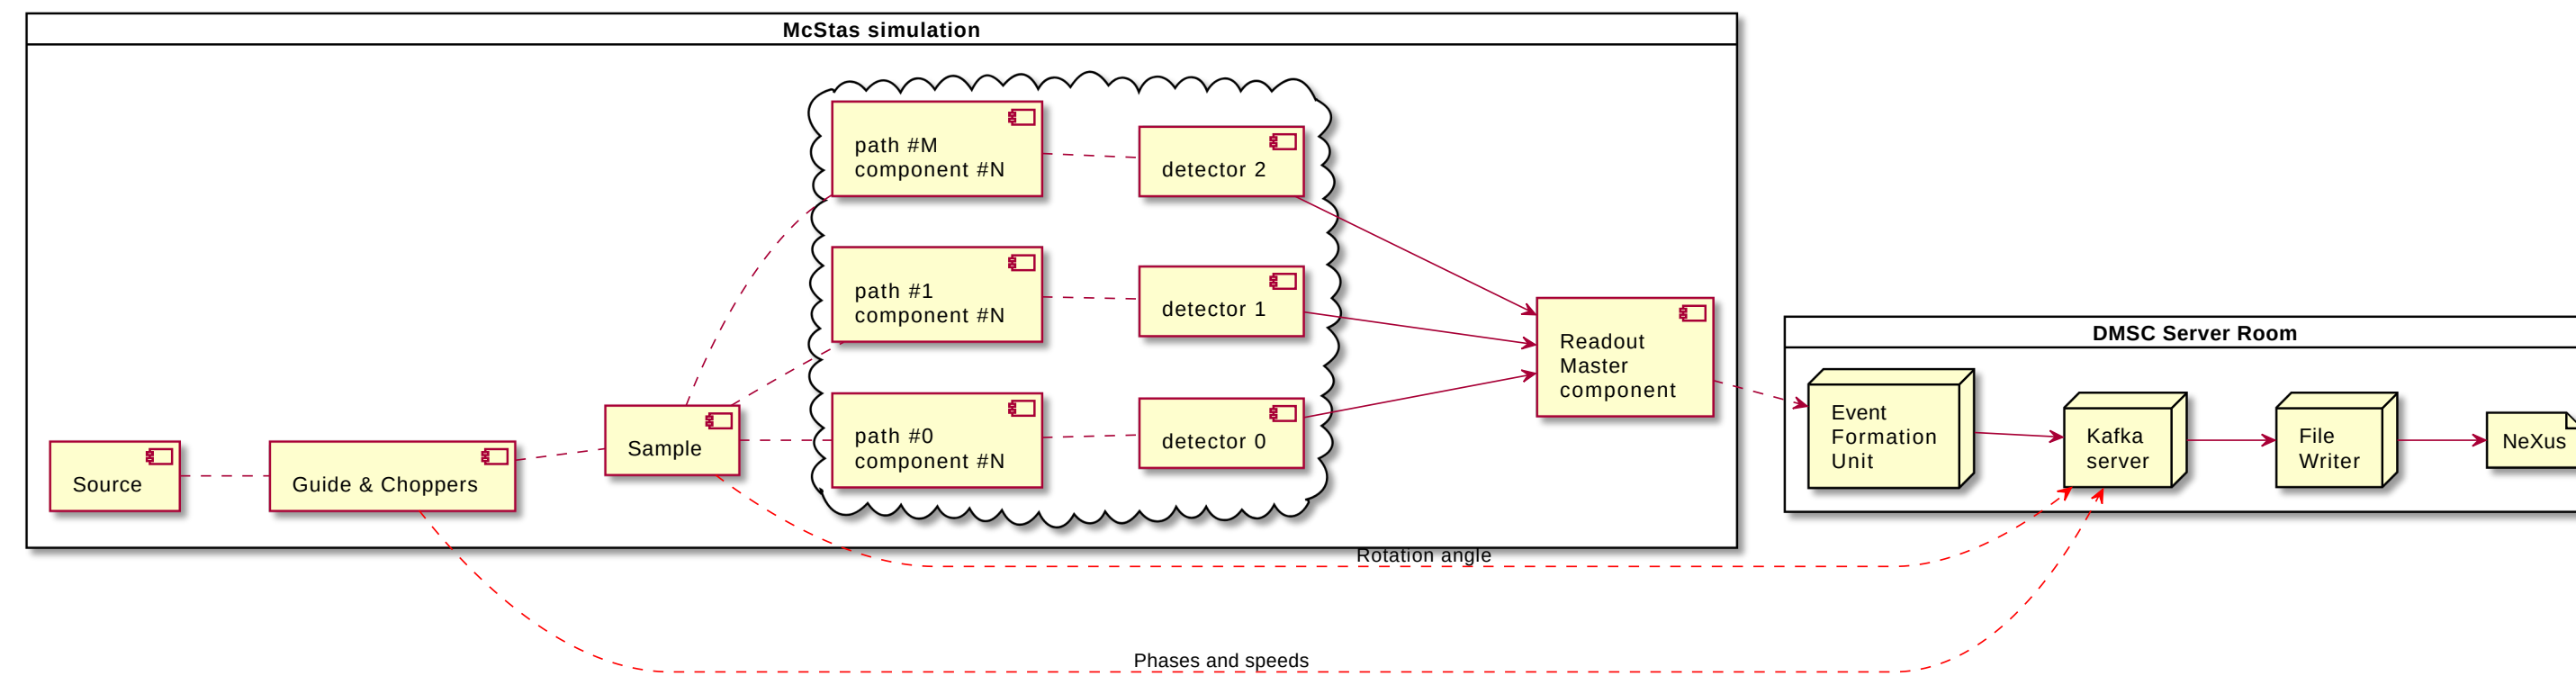 McStas simulation
path #M
component #N
detector 2
path #1
component #N
detector 1
path #0
component #N
detector 0
Source
Guide & Choppers
Sample
Readout
Master
component
DMSC Server Room
Event
Formation
Unit
Kafka
server
File
Writer
NeXus
Rotation angle
Phases and speeds